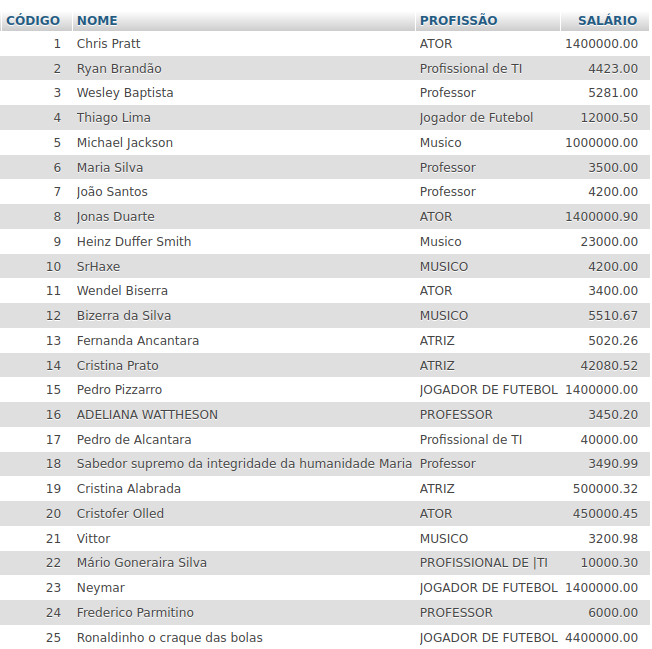 CÓDIGO NOME PROFISSÃO SALÁRIO
1 Chris Pratt ATOR 1400000.00
2 Ryan Brandão Profissional de TI 4423.00
3 Wesley Baptista Professor 5281.00
4 Thiago Lima Jogador de Futebol 12000.50
5 Michael Jackson Musico 1000000.00
6 Maria Silva Professor 3500.00
7 João Santos Professor 4200.00
8 Jonas Duarte ATOR 1400000.90
9 Heinz Duffer Smith Musico 23000.00
10 SrHaxe MUSICO 4200.00
11 Wendel Biserra ATOR 3400.00
12 Bizerra da Silva MUSICO 5510.67
13 Fernanda Ancantara ATRIZ 5020.26
14 Cristina Prato ATRIZ 42080.52
15 Pedro Pizzarro JOGADOR DE FUTEBOL 1400000.00
16 ADELIANA WATTHESON PROFESSOR 3450.20
17 Pedro de Alcantara Profissional de TI 40000.00
18 Sabedor supremo da integridade da humanidade Maria Professor 3490.99
19 Cristina Alabrada ATRIZ 500000.32
20 Cristofer Olled ATOR 450000.45
21 Vittor MUSICO 3200.98
22 Mário Goneraira Silva PROFISSIONAL DE |TI 10000.30
23 Neymar JOGADOR DE FUTEBOL 1400000.00
24 Frederico Parmitino PROFESSOR 6000.00
25 Ronaldinho o craque das bolas JOGADOR DE FUTEBOL 4400000.00